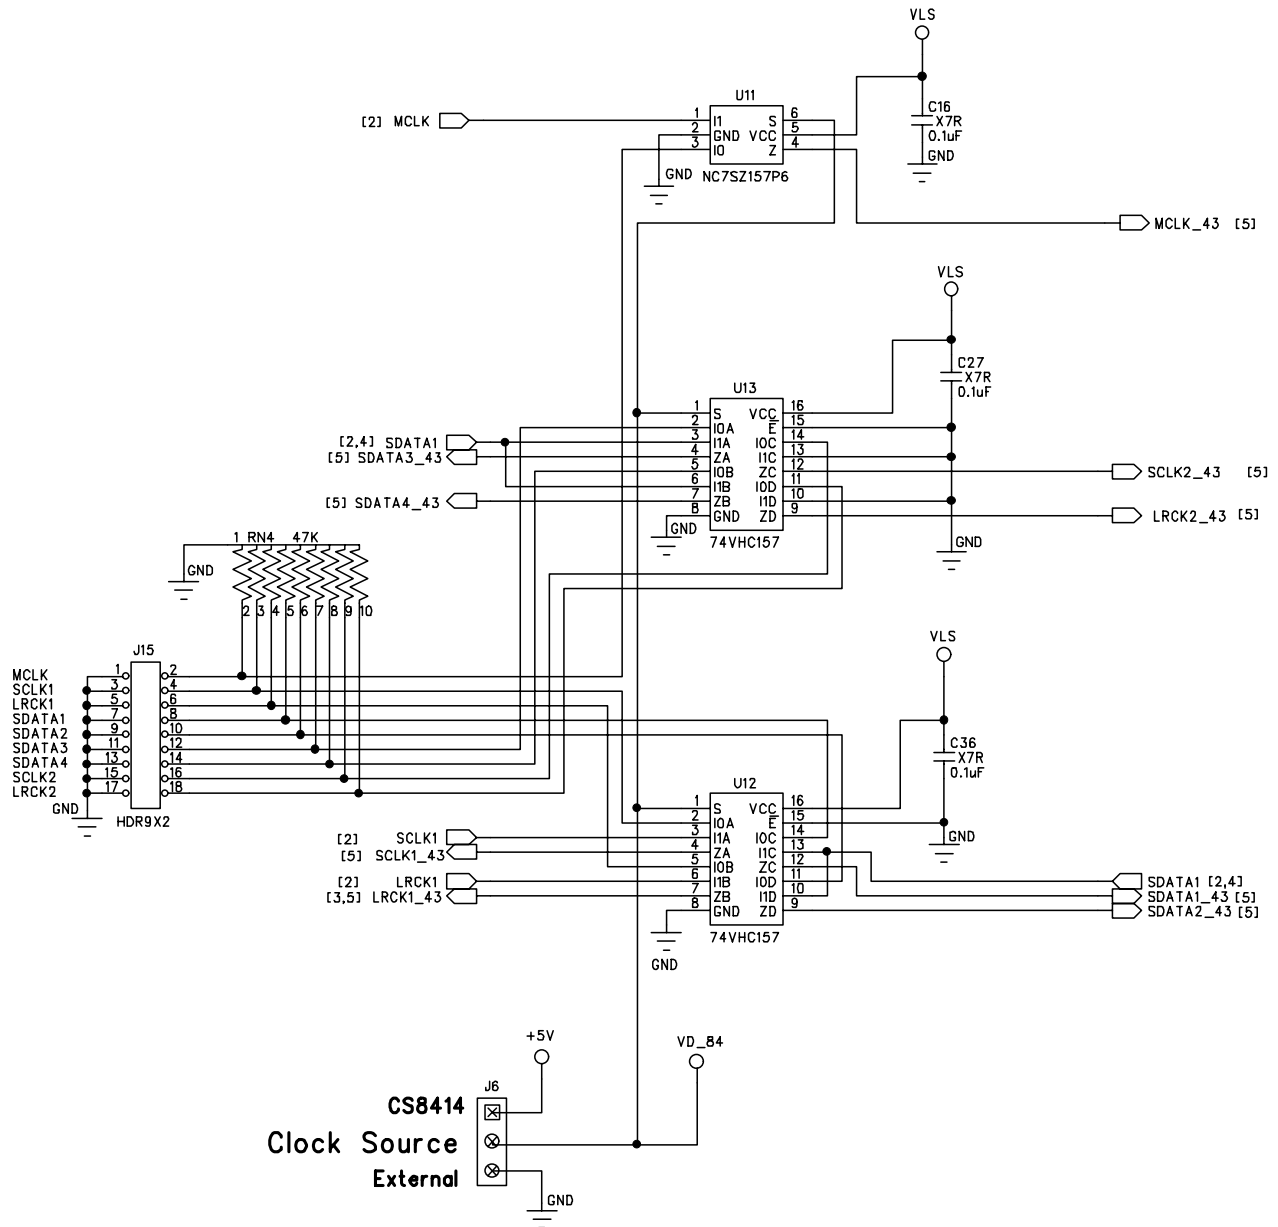 VLS
U11
C16
X7R
0.1uF
GND
[2] MCLK
1 I1 S 6
2 GND VCC 5
3 I0 Z 4
GND
NC7SZ157P6
MCLK_43 [5]
VLS
C27
X7R
0.1uF
U13
1 S VCC 16
2 I0A E 15
3 I1A I0C 14
4 ZA I1C 13
5 I0B ZC 12
6 I1B I0D 11
7 ZB I1D 10
8 GND ZD 9
[2,4] SDATA1
[5] SDATA3_43
[5] SDATA4_43
SCLK2_43 [5]
LRCK2_43 [5]
GND
74VHC157
GND
1 RN4 47K
GND
2 3 4 5 6 7 8 9 10
J15
MCLK 1 2
SCLK1 3 4
LRCK1 5 6
SDATA1 7 8
SDATA2 9 10
SDATA3 11 12
SDATA4 13 14
SCLK2 15 16
LRCK2 17 18
GND
HDR9X2
VLS
C36
X7R
0.1uF
GND
U12
1 S VCC 16
2 I0A E 15
3 I1A I0C 14
4 ZA I1C 13
5 I0B ZC 12
6 I1B I0D 11
7 ZB I1D 10
8 GND ZD 9
[2] SCLK1
[5] SCLK1_43
[2] LRCK1
[3,5] LRCK1_43
SDATA1 [2,4]
SDATA1_43 [5]
SDATA2_43 [5]
74VHC157
GND
+5V
VD_84
J6
CS8414
Clock Source
External
GND